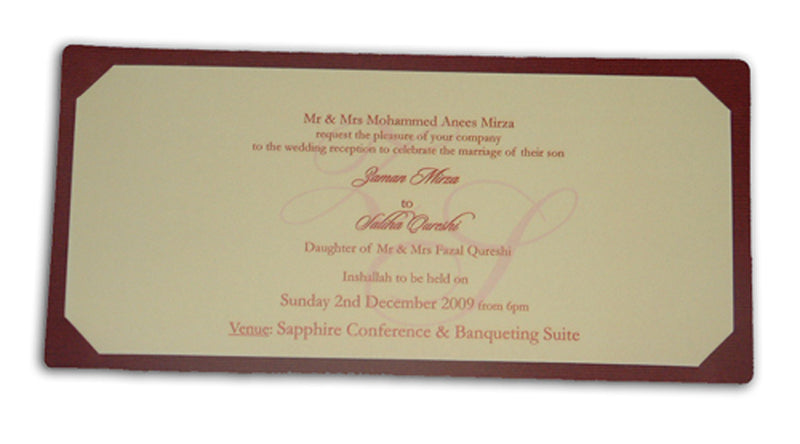 Mr & Mrs Mohammed Anees Mirza
request the pleasure of your company
to the wedding reception to celebrate the marriage of their son
Zaman Mirza
to
Saliha Qureshi
Daughter of Mr & Mrs Fazal Qureshi
Inshallah to be held on
Sunday 2nd December 2009 from 6pm
Venue: Sapphire Conference & Banqueting Suite
Z S